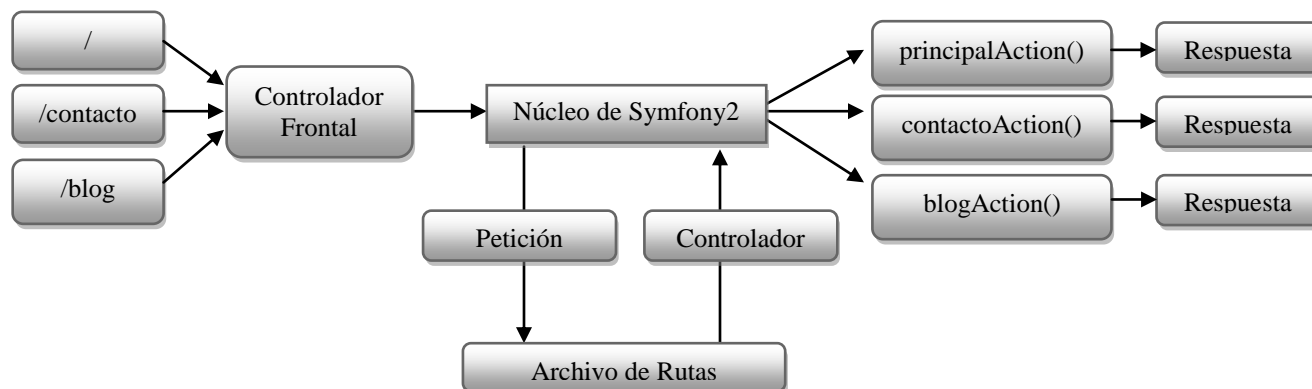 /
/contacto
/blog
Controlador
Frontal
Núcleo de Symfony2
Petición
Controlador
Archivo de Rutas
principalAction()
Respuesta
contactoAction()
Respuesta
blogAction()
Respuesta